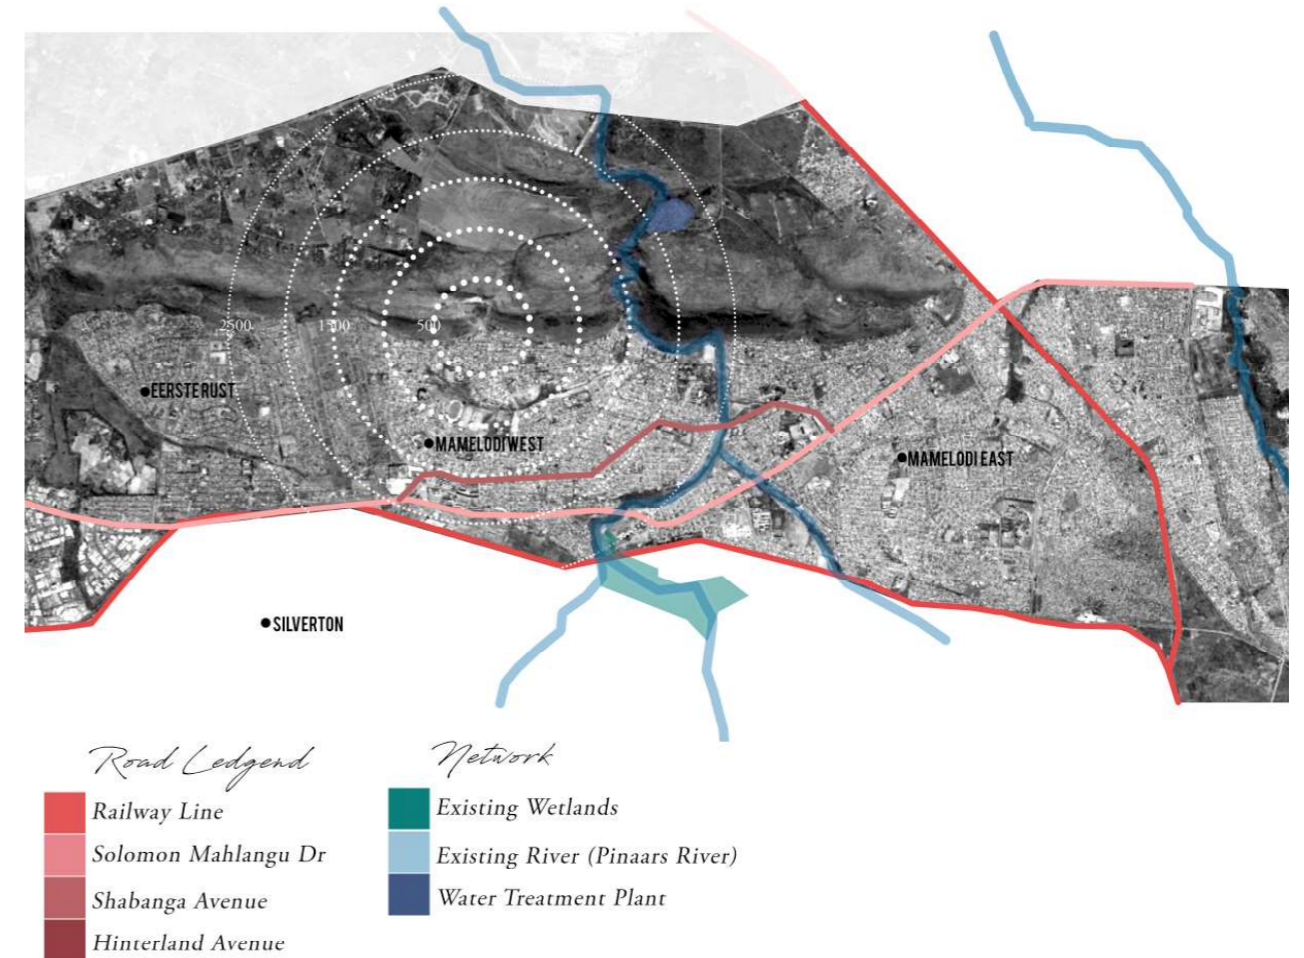 2500
1500
500
EERSTERUST
MAMELODI WEST
MAMELODI EAST
SILVERTON
Road Ledgend
Railway Line
Solomon Mahlangu Dr
Shabanga Avenue
Hinterland Avenue
Network
Existing Wetlands
Existing River (Pinaars River)
Water Treatment Plant